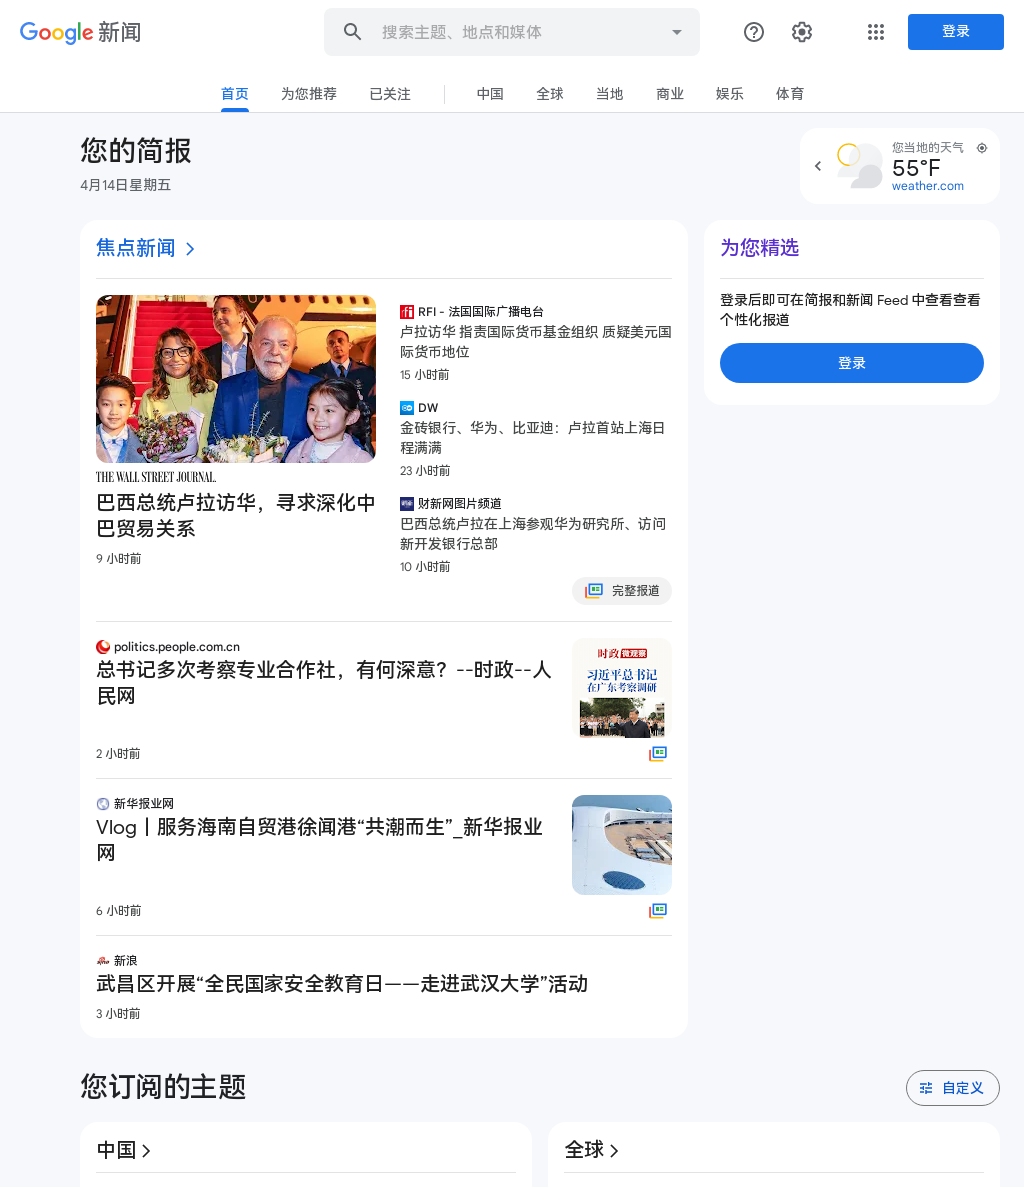 Google 新闻
搜索主题、地点和媒体
登录
首页
为您推荐
已关注
中国
全球
当地
商业
娱乐
体育
您的简报
4月14日星期五
您当地的天气
55°F
weather.com
焦点新闻
THE WALL STREET JOURNAL.
巴西总统卢拉访华，寻求深化中
巴贸易关系
9 小时前
RFI - 法国国际广播电台
卢拉访华 指责国际货币基金组织 质疑美元国
际货币地位
15 小时前
DW
金砖银行、华为、比亚迪：卢拉首站上海日
程满满
23 小时前
财新网图片频道
巴西总统卢拉在上海参观华为研究所、访问
新开发银行总部
10 小时前
完整报道
politics.people.com.cn
总书记多次考察专业合作社，有何深意？--时政--人
民网
2 小时前
时政 微观察
习近平总书记
在广东考察调研
新华报业网
Vlog丨服务海南自贸港徐闻港“共潮而生”_新华报业
网
6 小时前
新浪
武昌区开展“全民国家安全教育日——走进武汉大学”活动
3 小时前
为您精选
登录后即可在简报和新闻 Feed 中查看查看
个性化报道
登录
您订阅的主题
自定义
中国
全球